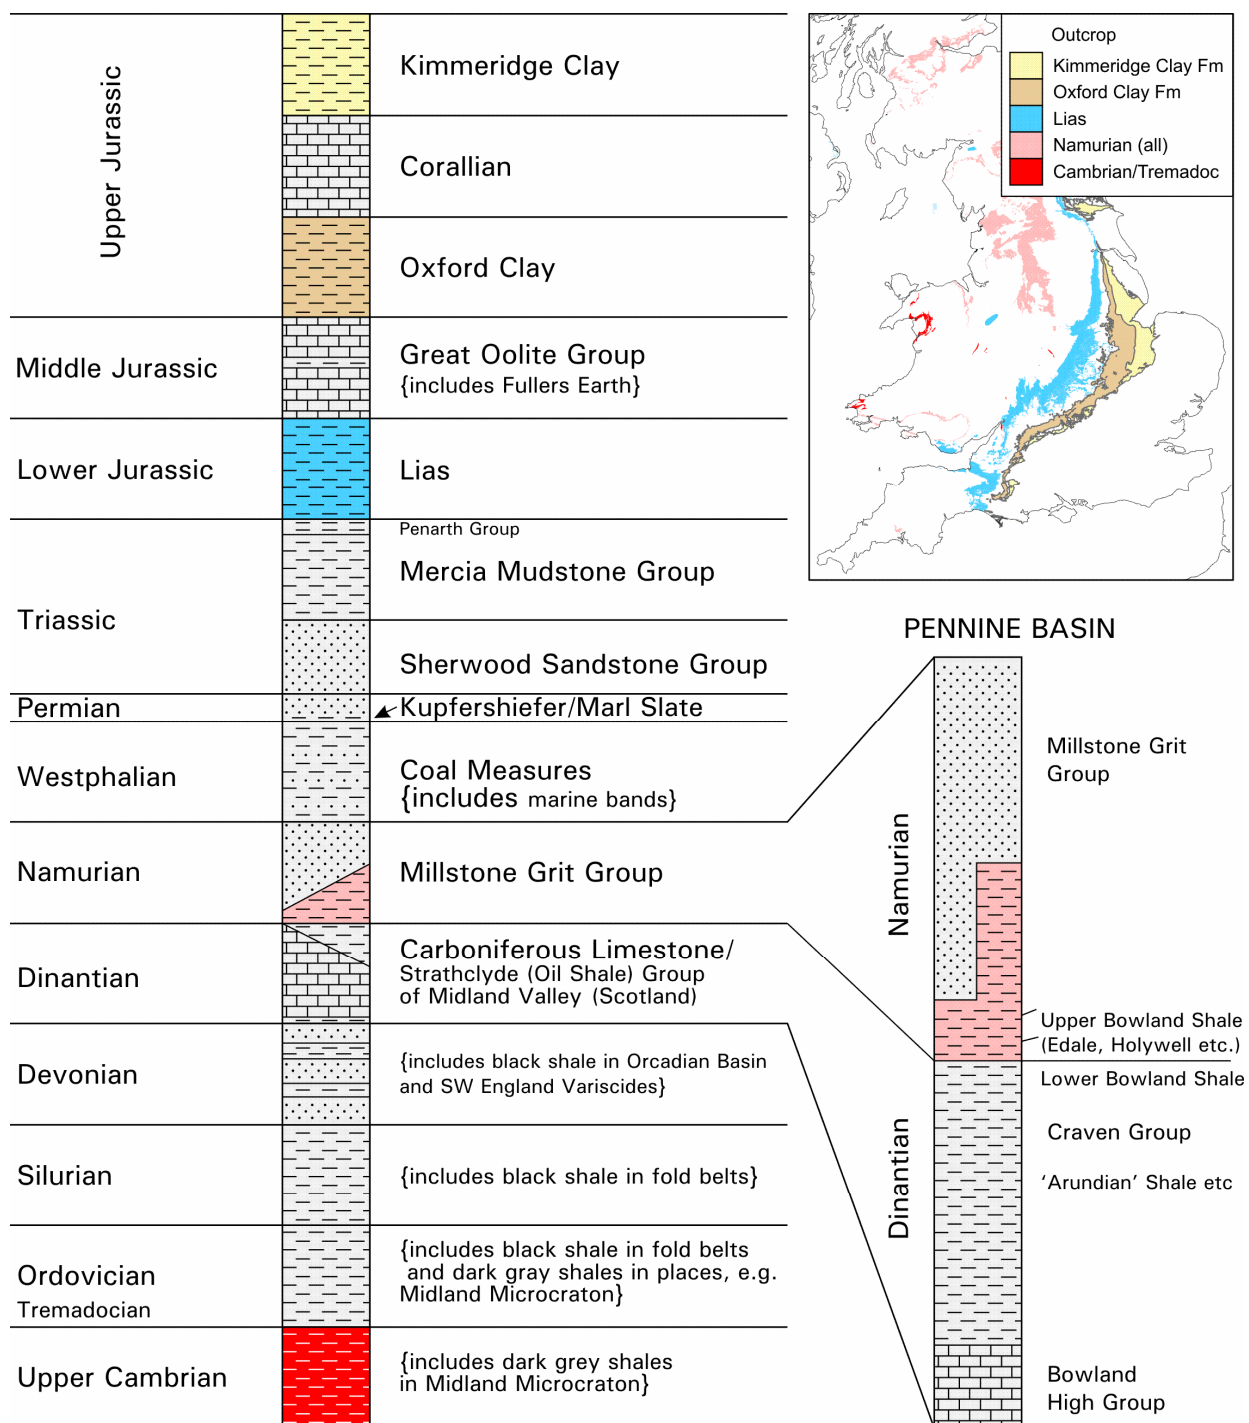 Upper Jurassic
Kimmeridge Clay
Corallian
Oxford Clay
Middle Jurassic
Great Oolite Group
{includes Fullers Earth}
Lower Jurassic
Lias
Triassic
Penarth Group
Mercia Mudstone Group
Sherwood Sandstone Group
Permian
Kupfershiefer/Marl Slate
Westphalian
Coal Measures
{includes marine bands}
Namurian
Millstone Grit Group
Dinantian
Carboniferous Limestone/
Strathclyde (Oil Shale) Group
of Midland Valley (Scotland)
Devonian
{includes black shale in Orcadian Basin
and SW England Variscides}
Silurian
{includes black shale in fold belts}
Ordovician
Tremadocian
{includes black shale in fold belts
and dark gray shales in places, e.g.
Midland Microcraton}
Upper Cambrian
{includes dark grey shales
in Midland Microcraton}
Outcrop
Kimmeridge Clay Fm
Oxford Clay Fm
Lias
Namurian (all)
Cambrian/Tremadoc
PENNINE BASIN
Namurian
Millstone Grit
Group
Upper Bowland Shale
(Edale, Holywell etc.)
Dinantian
Lower Bowland Shale
Craven Group
‘Arundian’ Shale etc
Bowland
High Group